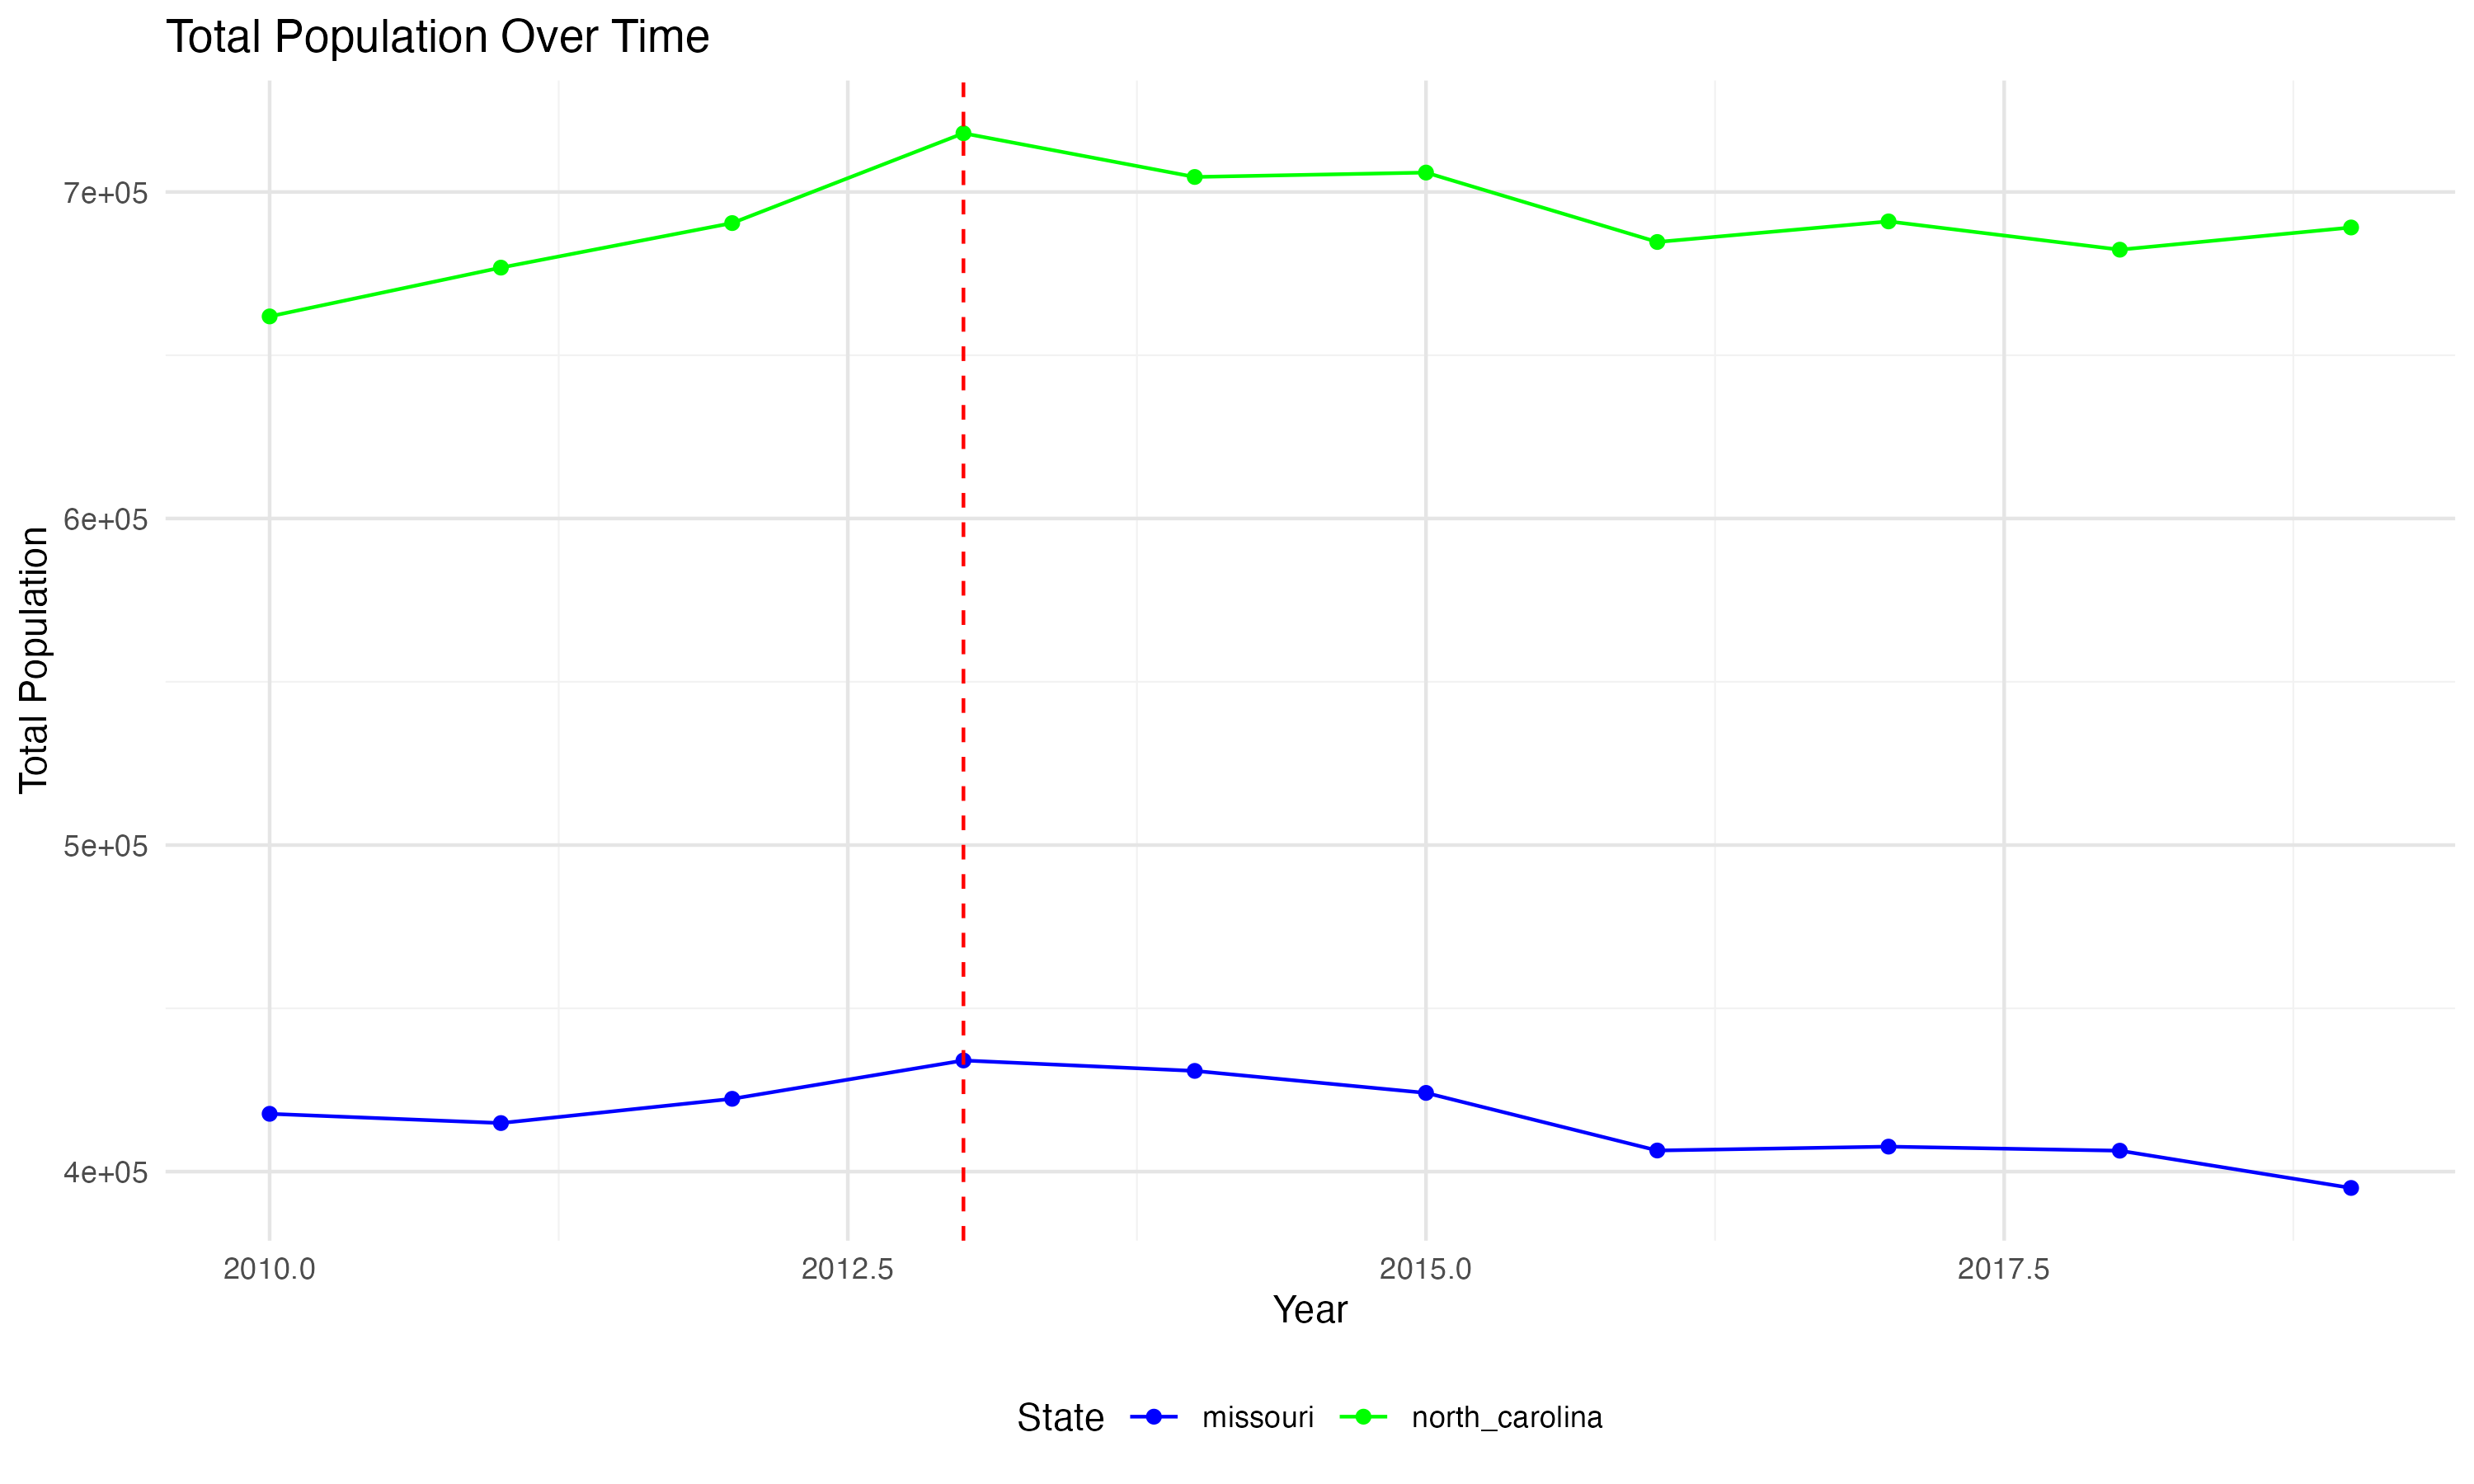 Total Population Over Time
Total Population
7e+05
6e+05
5e+05
4e+05
2010.0 2012.5 2015.0 2017.5
Year
State missouri north_carolina